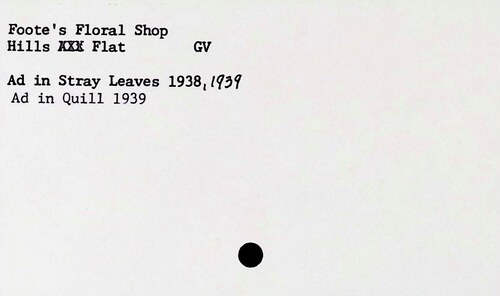 Foote's Floral Shop
Hills XXX Flat GV
Ad in Stray Leaves 1938, 1939
Ad in Quill 1939